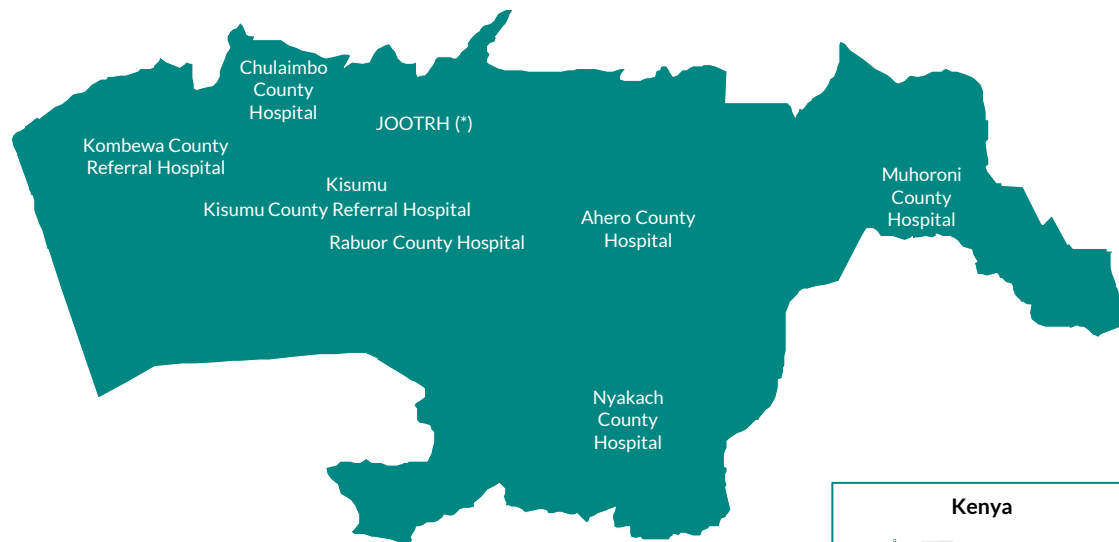 Chulaimbo
County
Hospital
JOOTRH (*)
Kombewa County
Referral Hospital
Kisumu
Kisumu County Referral Hospital
Rabuor County Hospital
Ahero County
Hospital
Muhoroni
County
Hospital
Nyakach
County
Hospital
Kenya